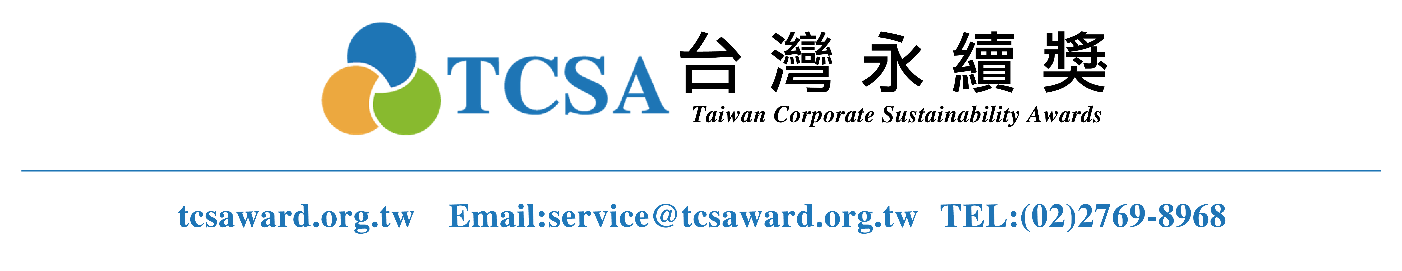 TCSA 台灣永續獎
Taiwan Corporate Sustainability Awards
tcsaward.org.tw Email:service@tcsaward.org.tw TEL:(02)2769-8968